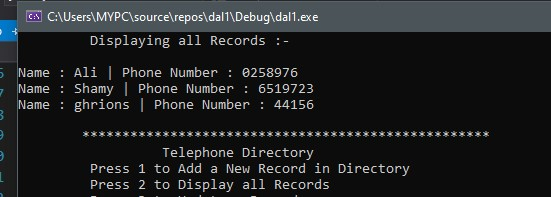 C:\Users\MYPC\source\repos\dal1\Debug\dal1.exe
Displaying all Records :-
Name : Ali | Phone Number : 0258976
Name : Shamy | Phone Number : 6519723
Name : ghrions | Phone Number : 44156
***************************************************
Telephone Directory
Press 1 to Add a New Record in Directory
Press 2 to Display all Records